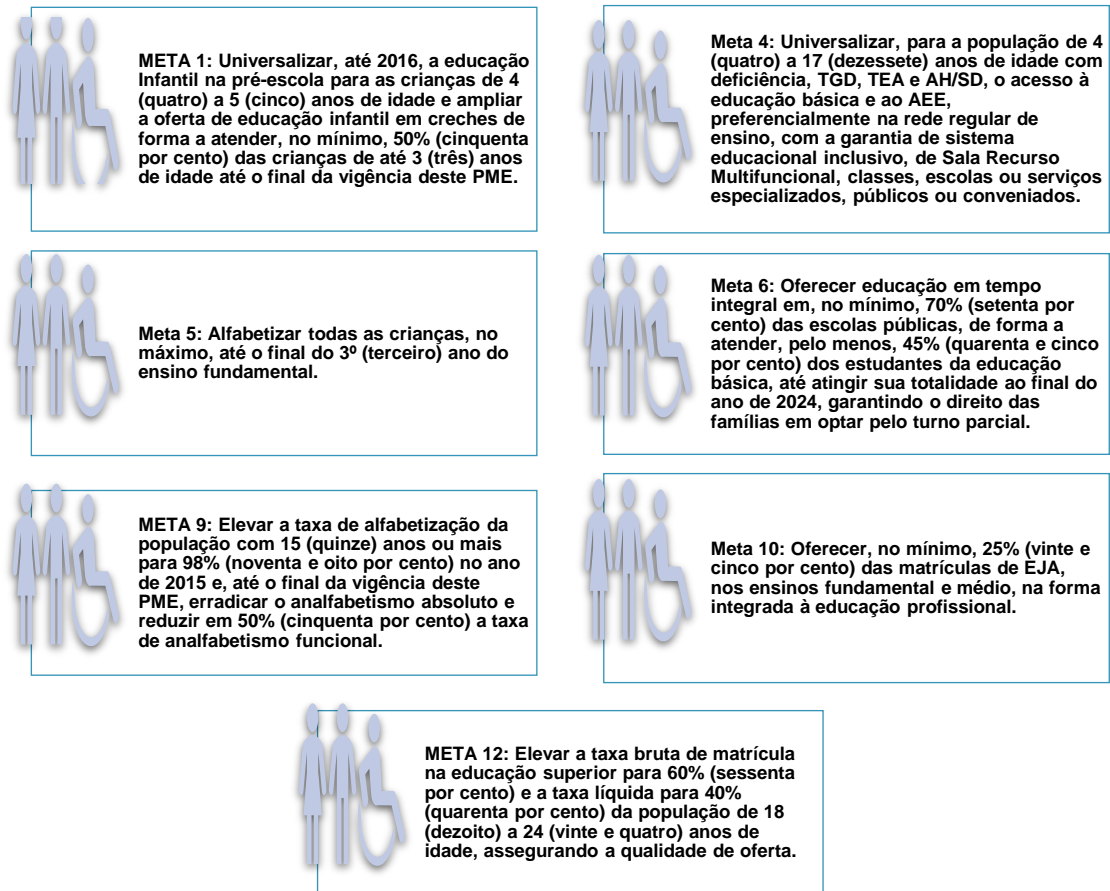 META 1: Universalizar, até 2016, a educação
Infantil na pré-escola para as crianças de 4
(quatro) a 5 (cinco) anos de idade e ampliar
a oferta de educação infantil em creches de
forma a atender, no mínimo, 50% (cinquenta
por cento) das crianças de até 3 (três) anos
de idade até o final da vigência deste PME.
Meta 4: Universalizar, para a população de 4
(quatro) a 17 (dezessete) anos de idade com
deficiência, TGD, TEA e AH/SD, o acesso à
educação básica e ao AEE,
preferencialmente na rede regular de
ensino, com a garantia de sistema
educacional inclusivo, de Sala Recurso
Multifuncional, classes, escolas ou serviços
especializados, públicos ou conveniados.
Meta 5: Alfabetizar todas as crianças, no
máximo, até o final do 3º (terceiro) ano do
ensino fundamental.
Meta 6: Oferecer educação em tempo
integral em, no mínimo, 70% (setenta por
cento) das escolas públicas, de forma a
atender, pelo menos, 45% (quarenta e cinco
por cento) dos estudantes da educação
básica, até atingir sua totalidade ao final do
ano de 2024, garantindo o direito das
famílias em optar pelo turno parcial.
META 9: Elevar a taxa de alfabetização da
população com 15 (quinze) anos ou mais
para 98% (noventa e oito por cento) no ano
de 2015 e, até o final da vigência deste
PME, erradicar o analfabetismo absoluto e
reduzir em 50% (cinquenta por cento) a taxa
de analfabetismo funcional.
Meta 10: Oferecer, no mínimo, 25% (vinte e
cinco por cento) das matrículas de EJA,
nos ensinos fundamental e médio, na forma
integrada à educação profissional.
META 12: Elevar a taxa bruta de matrícula
na educação superior para 60% (sessenta
por cento) e a taxa líquida para 40%
(quarenta por cento) da população de 18
(dezoito) a 24 (vinte e quatro) anos de
idade, assegurando a qualidade de oferta.